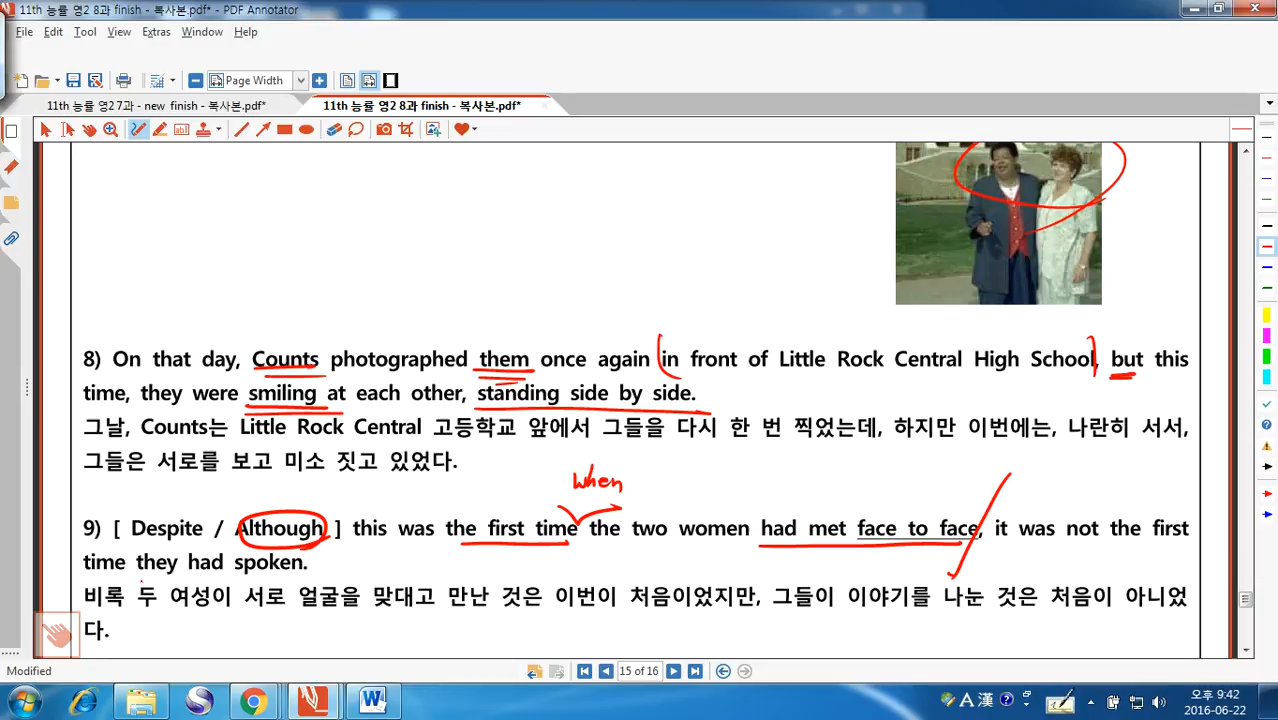 11th 능률 영2 8과 finish - 복사본.pdf* - PDF Annotator
File Edit Tool View Extras Window Help
Page Width
11th 능률 영2 7과 - new finish - 복사본.pdf* 11th 능률 영2 8과 finish - 복사본.pdf*
8) On that day, Counts photographed them once again in front of Little Rock Central High School, but this
time, they were smiling at each other, standing side by side.
그날, Counts는 Little Rock Central 고등학교 앞에서 그들을 다시 한 번 찍었는데, 하지만 이번에는, 나란히 서서,
그들은 서로를 보고 미소 짓고 있었다.
when
9) [ Despite / Although ] this was the first time the two women had met face to face, it was not the first
time they had spoken.
비록 두 여성이 서로 얼굴을 맞대고 만난 것은 이번이 처음이었지만, 그들이 이야기를 나눈 것은 처음이 아니었
다.
Modified
15 of 16
A 漢
오후 9:42
2016-06-22